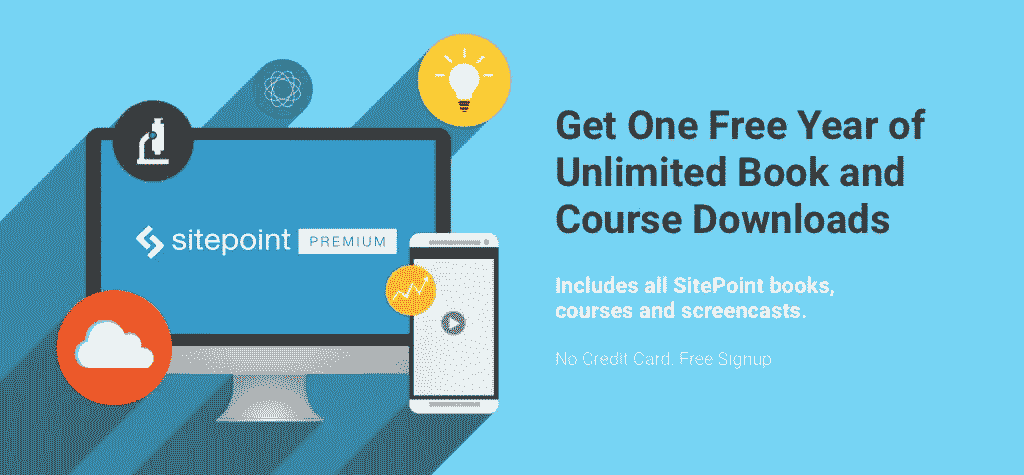 sitepoint PREMIUM
Get One Free Year of
Unlimited Book and
Course Downloads
Includes all SitePoint books,
courses and screencasts.
No Credit Card. Free Signup